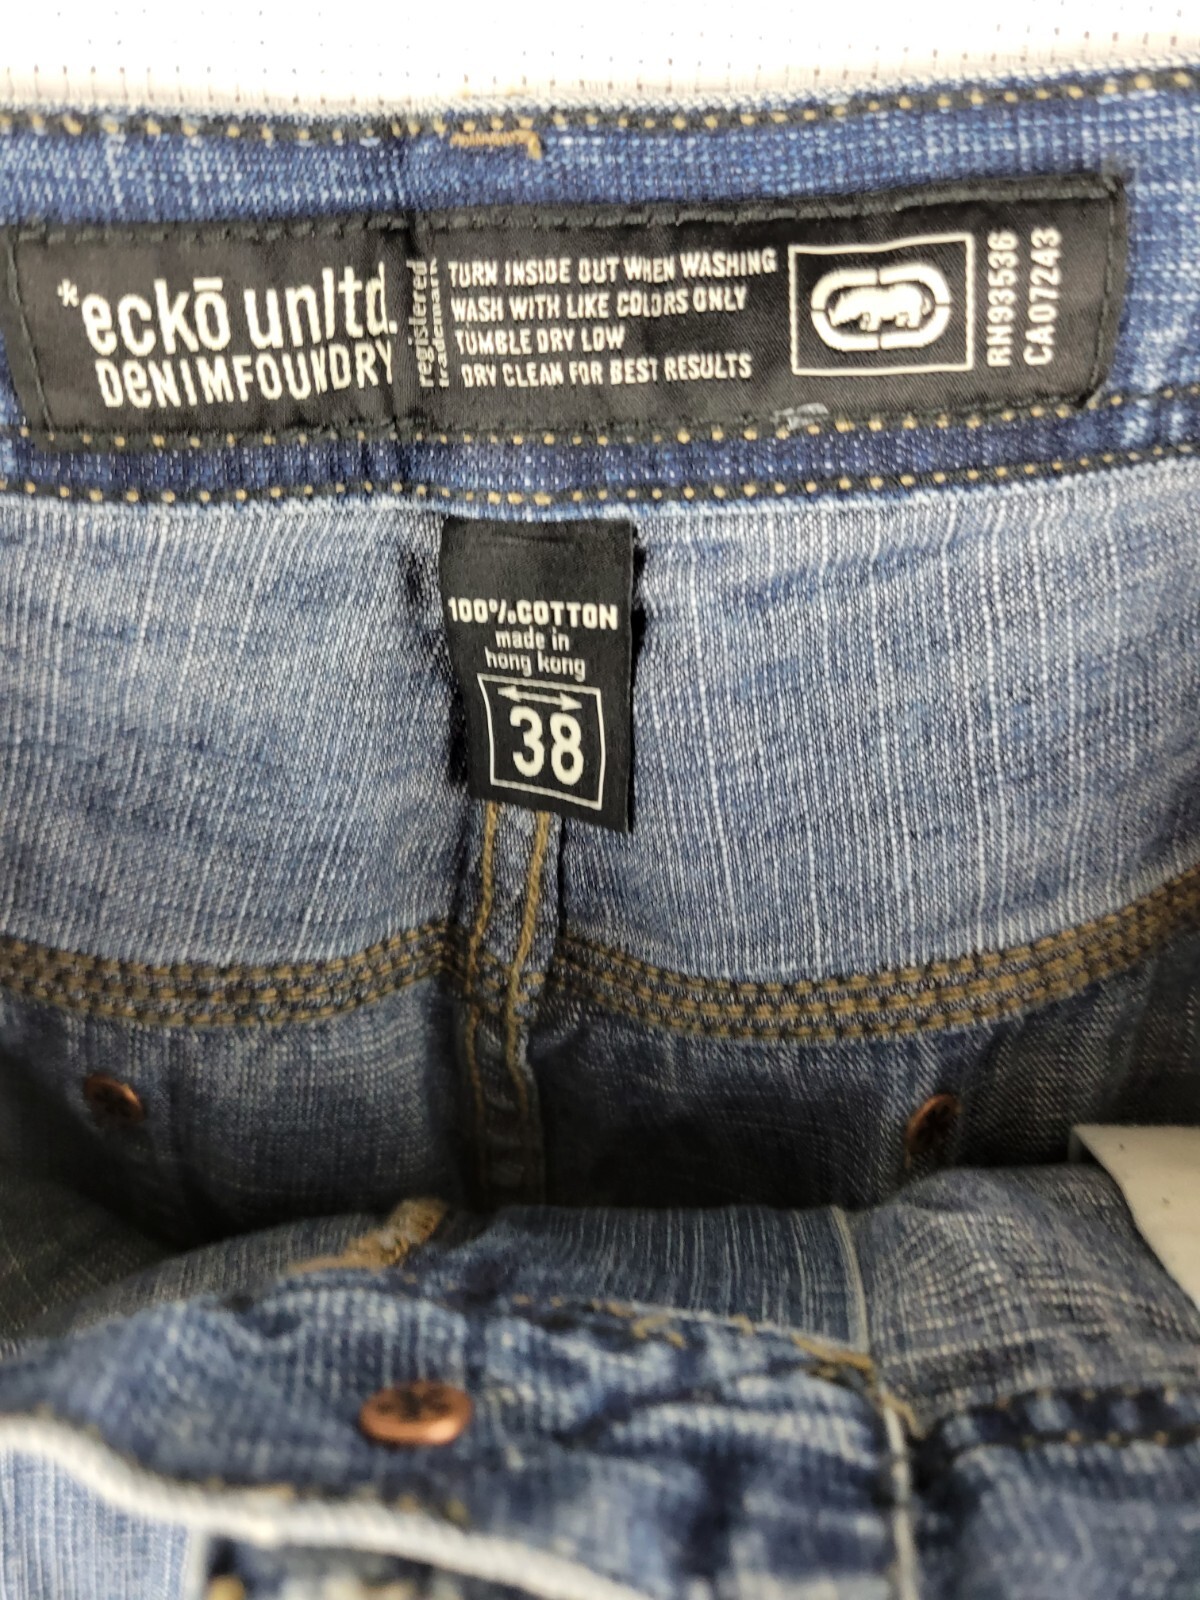 *eckō unltd.
DeNIMFOUNDRY
registered
trademark
TURN INSIDE OUT WHEN WASHING
WASH WITH LIKE COLORS ONLY
TUMBLE DRY LOW
DRY CLEAN FOR BEST RESULTS
RN93536
CA07243
100%COTTON
made in
hong kong
38